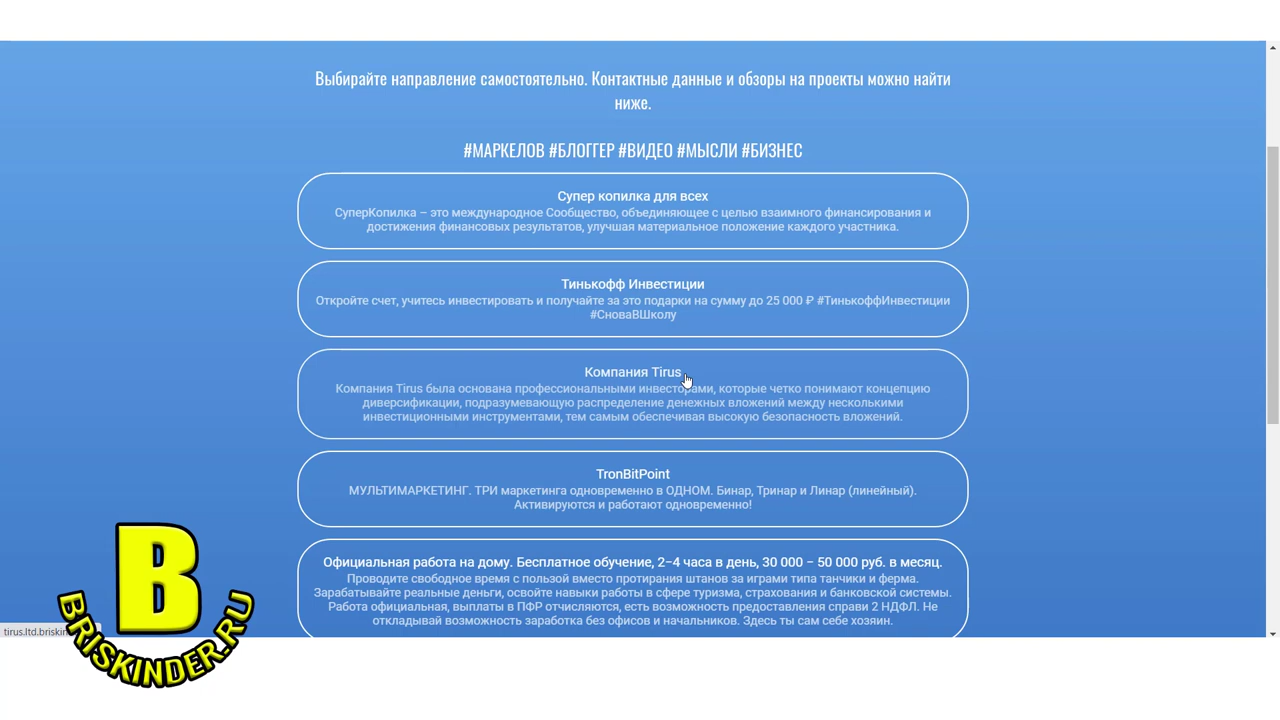 Выбирайте направление самостоятельно. Контактные данные и обзоры на проекты можно найти
ниже.
#МАРКЕЛОВ #БЛОГГЕР #ВИДЕО #МЫСЛИ #БИЗНЕС
Супер копилка для всех
СуперКопилка – это международное Сообщество, объединяющее с целью взаимного финансирования и
достижения финансовых результатов, улучшая материальное положение каждого участника.
Тинькофф Инвестиции
Откройте счет, учитесь инвестировать и получайте за это подарки на сумму до 25 000 ₽ #ТинькоффИнвестиции
#СноваВШколу
Компания Tirus
Компания Tirus была основана профессиональными инвесторами, которые четко понимают концепцию
диверсификации, подразумевающую распределение денежных вложений между несколькими
инвестиционными инструментами, тем самым обеспечивая высокую безопасность вложений.
TronBitPoint
МУЛЬТИМАРКЕТИНГ. ТРИ маркетинга одновременно в ОДНОМ. Бинар, Тринар и Линар (линейный).
Активируются и работают одновременно!
Официальная работа на дому. Бесплатное обучение, 2–4 часа в день, 30 000 – 50 000 руб. в месяц.
Проводите свободное время с пользой вместо протирания штанов за играми типа танчики и ферма.
Зарабатывайте реальные деньги, освойте навыки работы в сфере туризма, страхования и банковской системы.
Работа официальная, выплаты в ПФР отчисляются, есть возможность предоставления справи 2 НДФЛ. Не
откладывай возможность заработка без офисов и начальников. Здесь ты сам себе хозяин.
tirus.ltd.briskin
B
BRISKINDER.RU